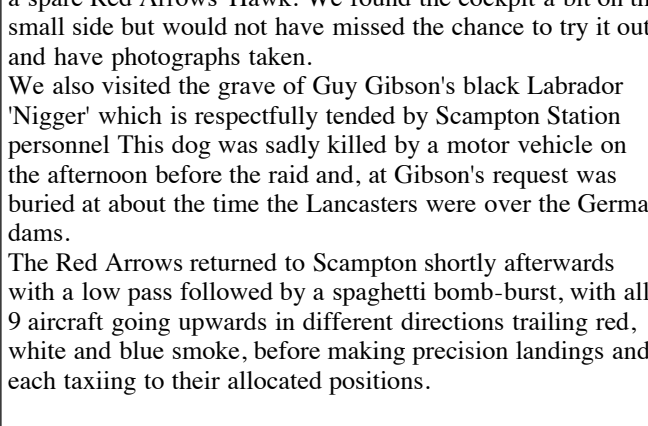 a spare Red Arrows' Hawk. We found the cockpit a bit on th
small side but would not have missed the chance to try it out
and have photographs taken.
We also visited the grave of Guy Gibson's black Labrador
'Nigger' which is respectfully tended by Scampton Station
personnel This dog was sadly killed by a motor vehicle on
the afternoon before the raid and, at Gibson's request was
buried at about the time the Lancasters were over the Germa
dams.
The Red Arrows returned to Scampton shortly afterwards
with a low pass followed by a spaghetti bomb-burst, with all
9 aircraft going upwards in different directions trailing red,
white and blue smoke, before making precision landings and
each taxiing to their allocated positions.